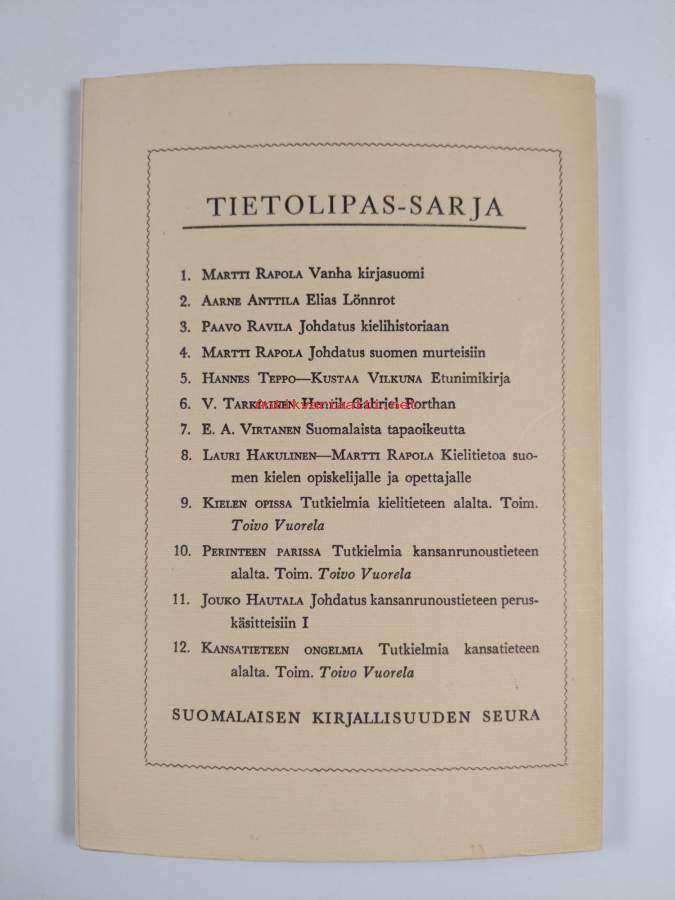 TIETOLIPAS-SARJA
1. MARTTI RAPOLA Vanha kirjasuomi
2. AARNE ANTTILA Elias Lönnrot
3. PAAVO RAVILA Johdatus kielihistoriaan
4. MARTTI RAPOLA Johdatus suomen murteisiin
5. HANNES TEPPO—KUSTAA VILKUNA Etunimikirja
6. V. TARKIAINEN Henrik Gabriel Porthan
7. E. A. VIRTANEN Suomalaista tapaoikeutta
8. LAURI HAKULINEN—MARTTI RAPOLA Kielitietoa suo-
men kielen opiskelijalle ja opettajalle
9. KIELEN OPISSA Tutkielmia kielitieteen alalta. Toim.
Toivo Vuorela
10. PERINTEEN PARISSA Tutkielmia kansanrunoustieteen
alalta. Toim. Toivo Vuorela
11. JOUKO HAUTALA Johdatus kansanrunoustieteen perus-
käsitteisiin I
12. KANSATIETEEN ONGELMIA Tutkielmia kansatieteen
alalta. Toim. Toivo Vuorela
SUOMALAISEN KIRJALLISUUDEN SEURA